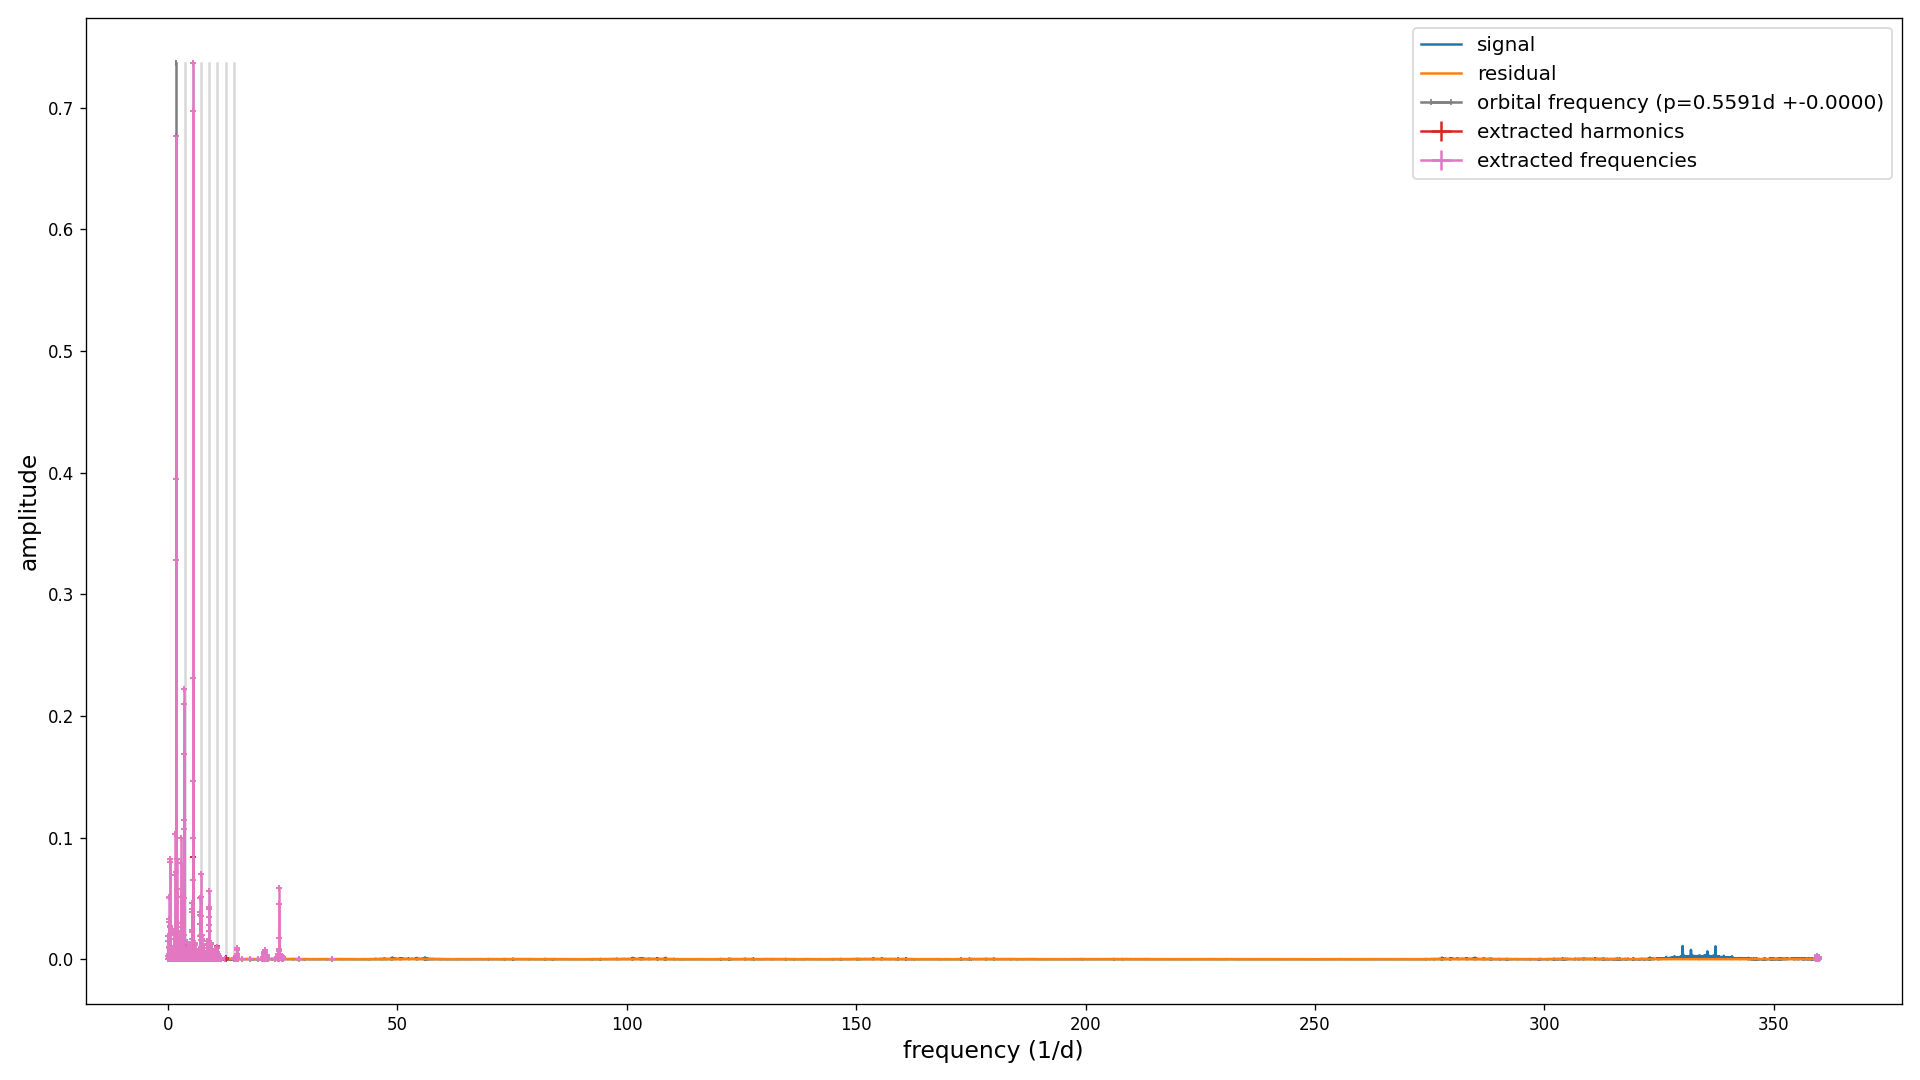 signal
residual
orbital frequency (p=0.5591d +-0.0000)
extracted harmonics
extracted frequencies
0.7
0.6
0.5
0.4
0.3
0.2
0.1
0.0
amplitude
0 50 100 150 200 250 300 350
frequency (1/d)